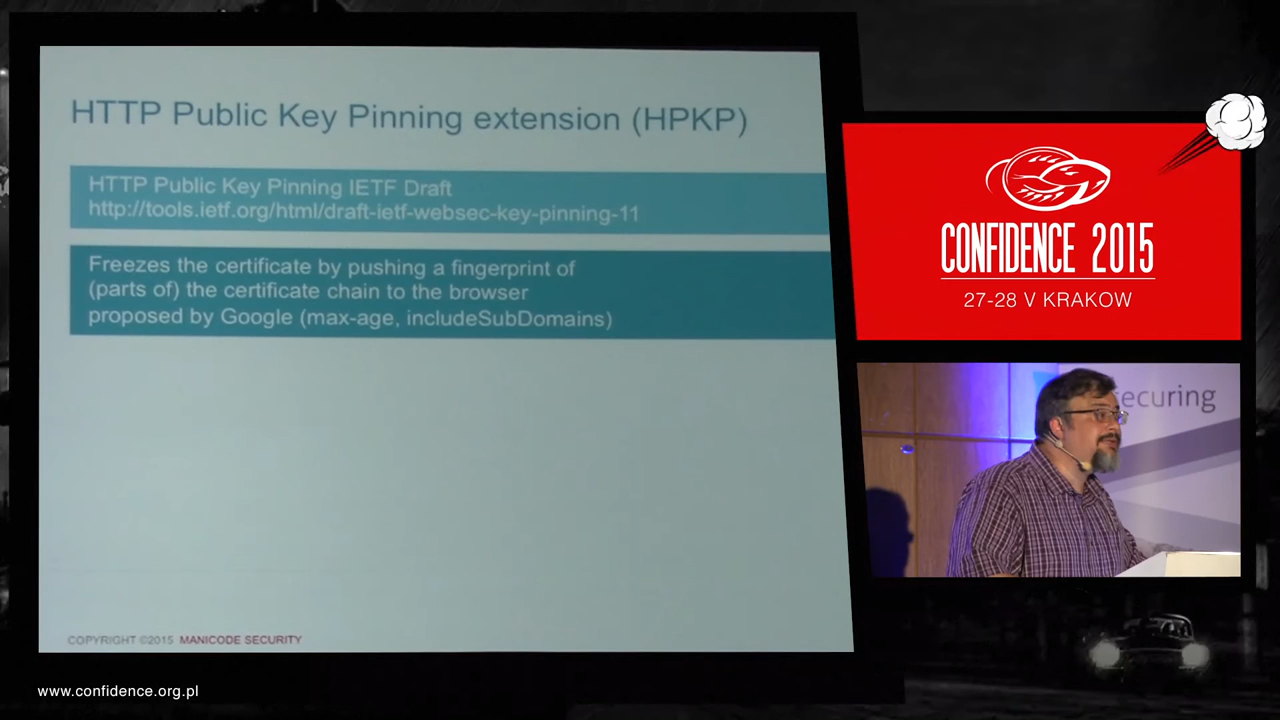 HTTP Public Key Pinning extension (HPKP)
HTTP Public Key Pinning IETF Draft
http://tools.ietf.org/html/draft-ietf-websec-key-pinning-11
Freezes the certificate by pushing a fingerprint of
(parts of) the certificate chain to the browser
proposed by Google (max-age, includeSubDomains)
COPYRIGHT ©2015 MANICODE SECURITY
www.confidence.org.pl
CONFIDENCE 2015
27-28 V KRAKOW
securing